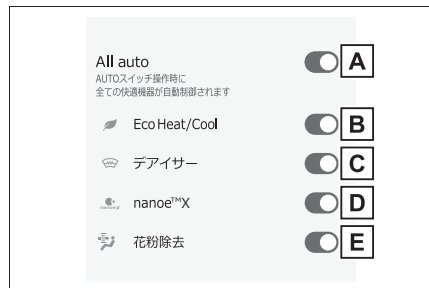 All auto
A
AUTOスイッチ操作時に
全ての快適機器が自動制御されます
Eco Heat/Cool
B
デアイサー
C
nanoe™X
D
花粉除去
E